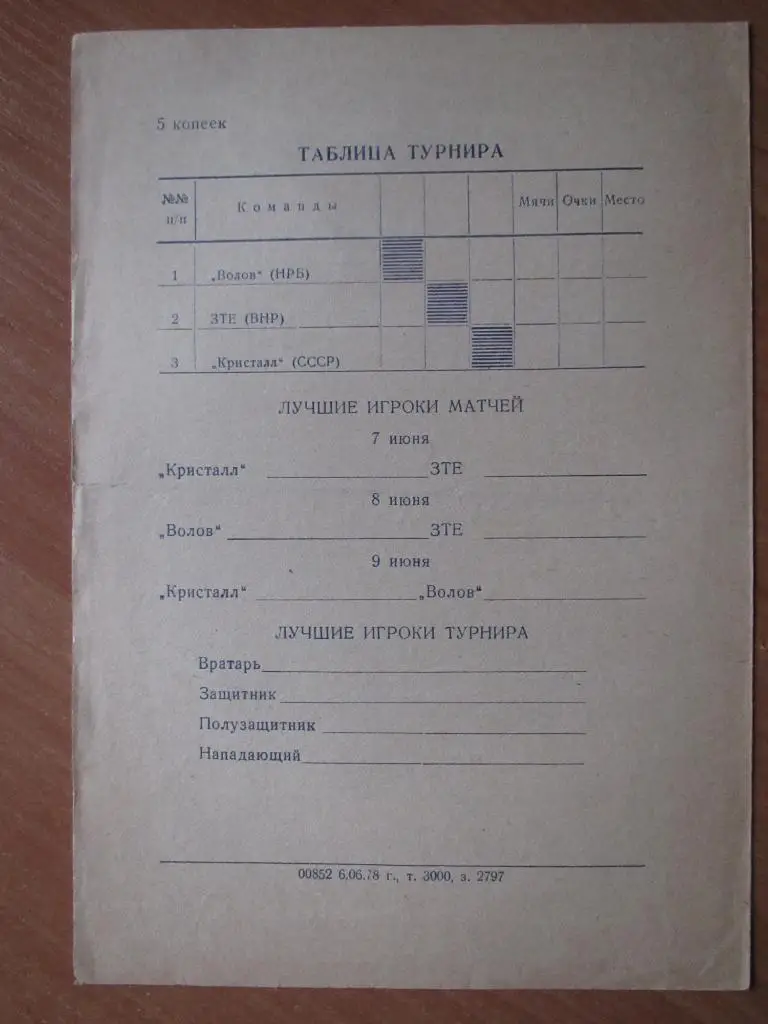 5 копеек
ТАБЛИЦА ТУРНИРА
№№ п/п Команды Мячи Очки Место
1 „Волов“ (НРБ)
2 ЗТЕ (ВНР)
3 „Кристалл“ (СССР)
ЛУЧШИЕ ИГРОКИ МАТЧЕЙ
7 июня
„Кристалл“ ЗТЕ
8 июня
„Волов“ ЗТЕ
9 июня
„Кристалл“ „Волов“
ЛУЧШИЕ ИГРОКИ ТУРНИРА
Вратарь
Защитник
Полузащитник
Нападающий
00852 6.06.78 г., т. 3000, з. 2797